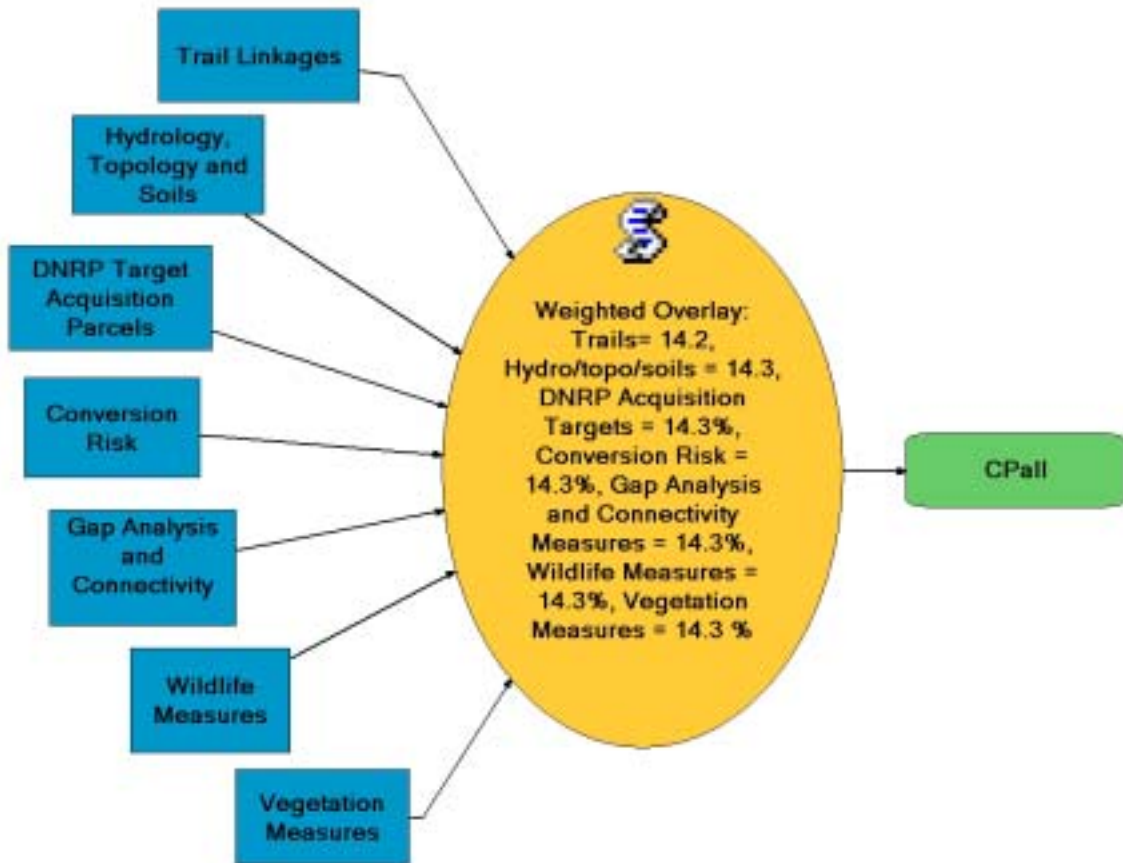 Trail Linkages
Hydrology,
Topology and
Soils
DNRP Target
Acquisition
Parcels
Conversion
Risk
Gap Analysis
and
Connectivity
Wildlife
Measures
Vegetation
Measures
Weighted Overlay:
Trails= 14.2,
Hydro/topo/soils = 14.3,
DNRP Acquisition
Targets = 14.3%,
Conversion Risk =
14.3%, Gap Analysis
and Connectivity
Measures = 14.3%,
Wildlife Measures =
14.3%, Vegetation
Measures = 14.3 %
CPall